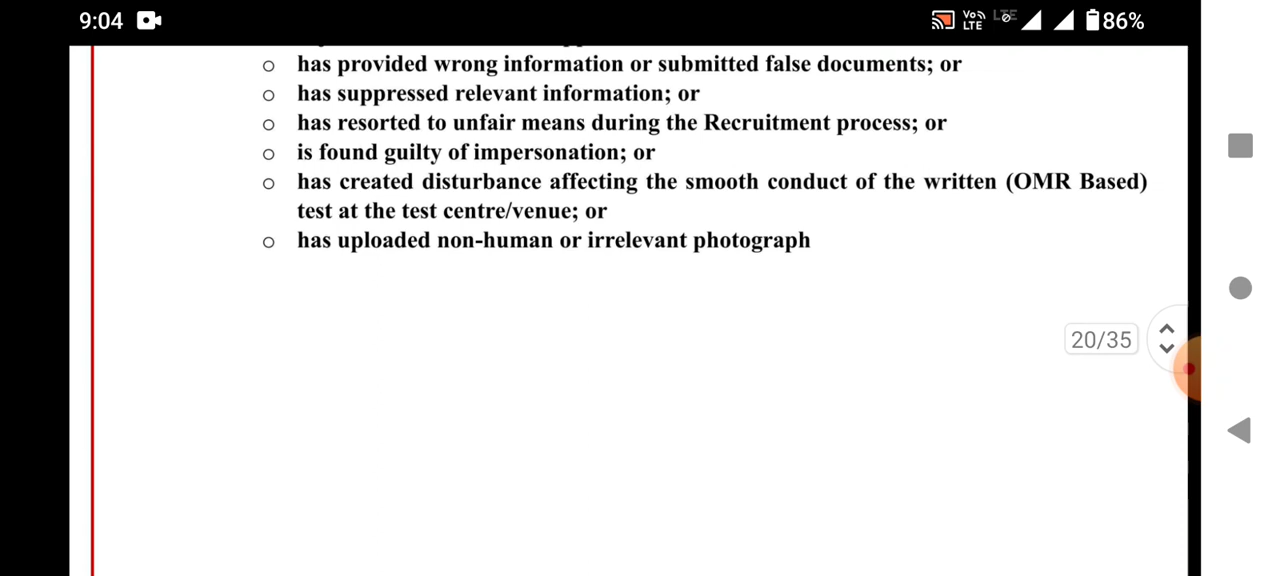 9:04
Vo)) LTE LTE 86%
o has provided wrong information or submitted false documents; or
o has suppressed relevant information; or
o has resorted to unfair means during the Recruitment process; or
o is found guilty of impersonation; or
o has created disturbance affecting the smooth conduct of the written (OMR Based)
test at the test centre/venue; or
o has uploaded non-human or irrelevant photograph
20/35